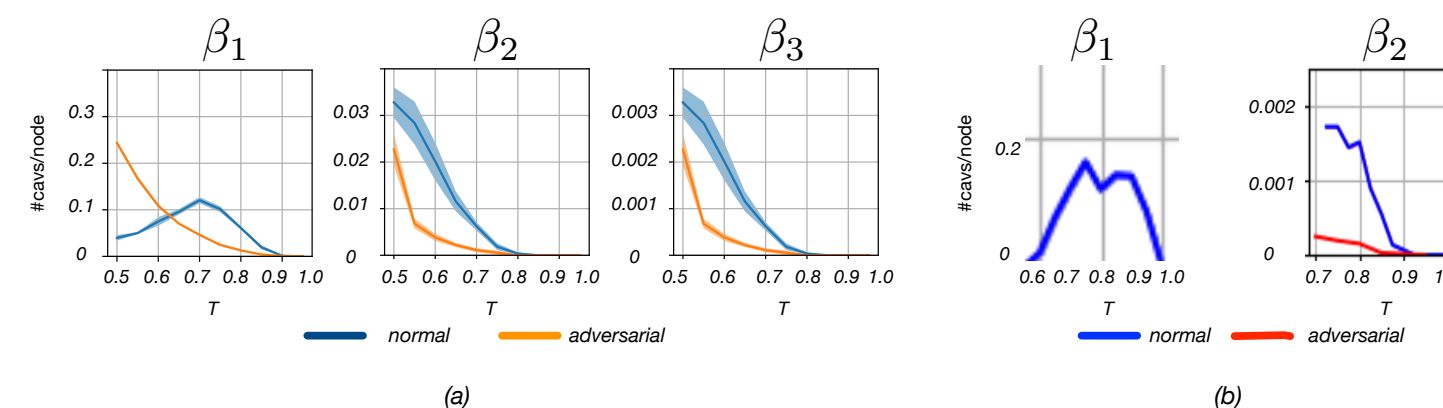 β1 β2 β3 β1 β2
#cavs/node
0.3
0.2
0.1
0
0.5 0.6 0.7 0.8 0.9 1.0
T
0.03
0.02
0.01
0
0.5 0.6 0.7 0.8 0.9 1.0
T
0.003
0.002
0.001
0
0.5 0.6 0.7 0.8 0.9 1.0
T
normal adversarial
(a)
#cavs/node
0.2
0
0.6 0.7 0.8 0.9 1.0
T
0.002
0.001
0
0.7 0.8 0.9 1
T
normal adversarial
(b)